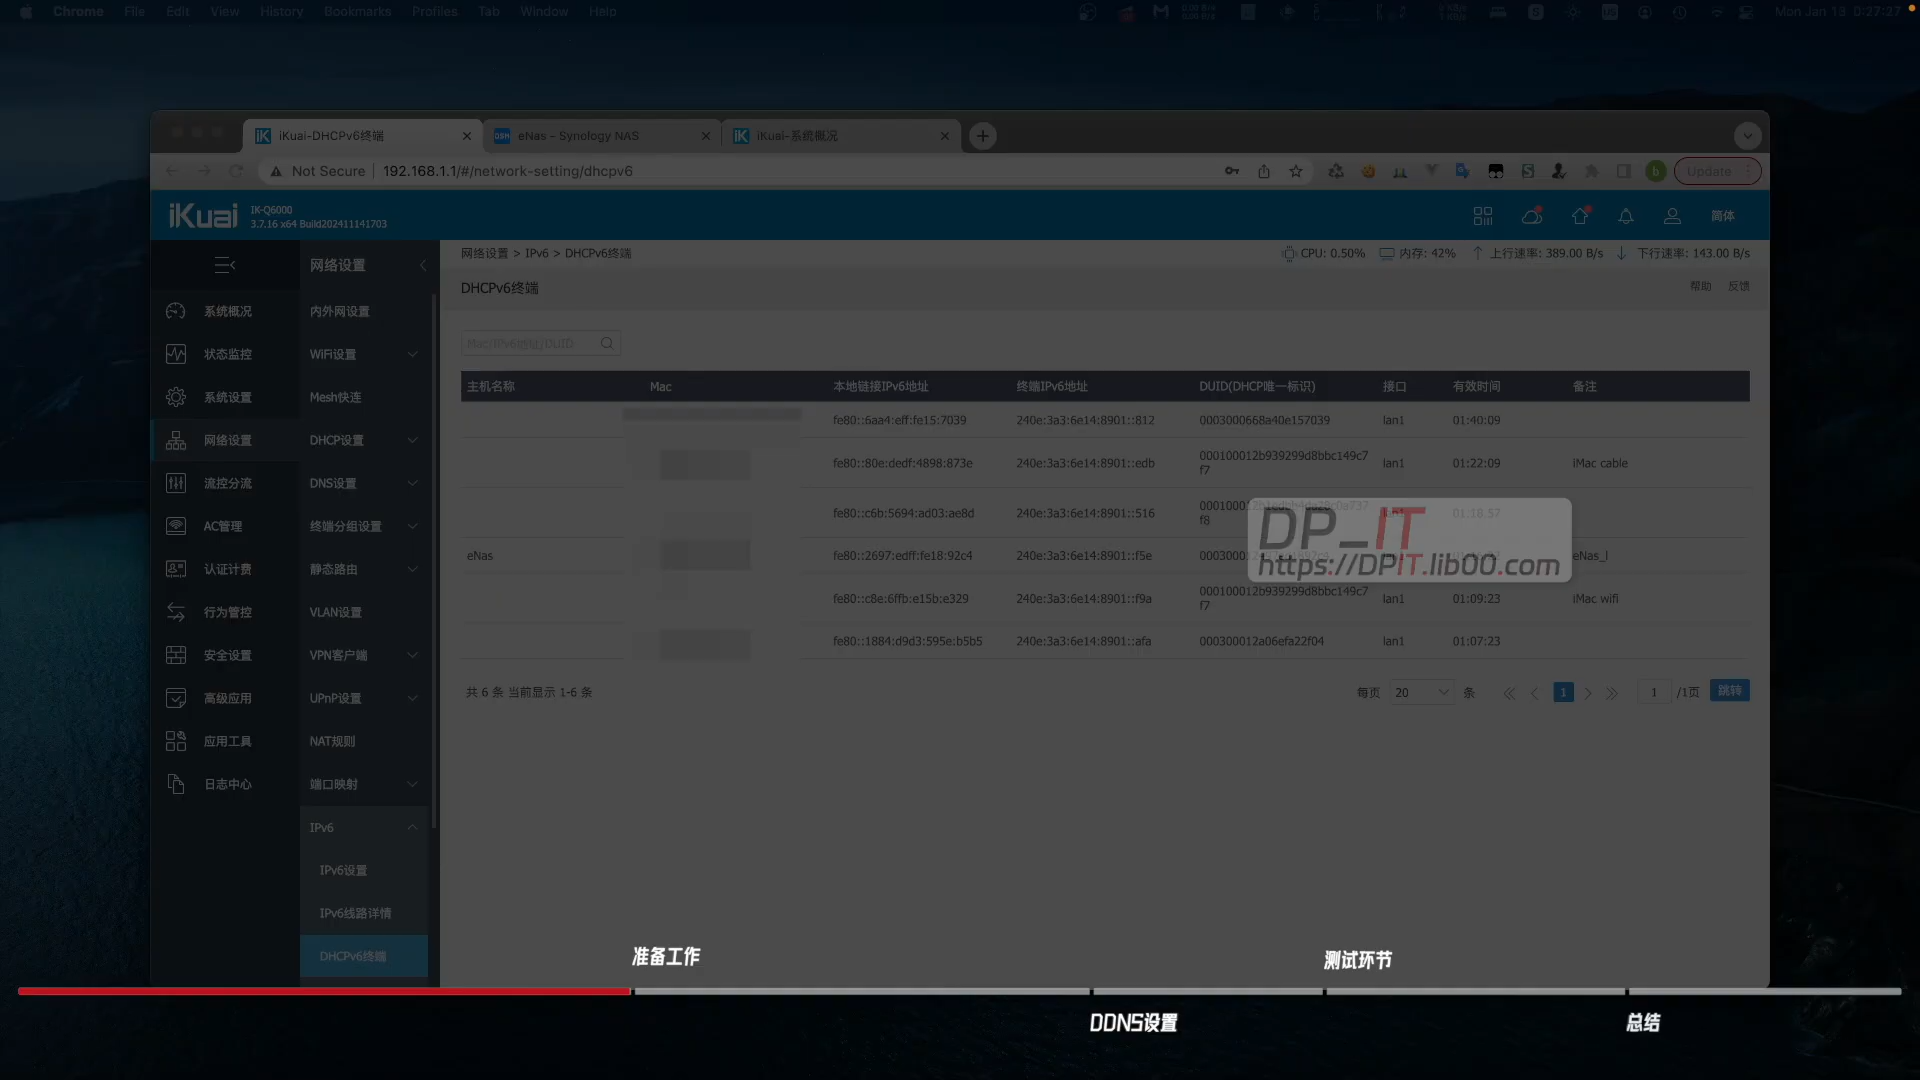 Chrome File Edit View History Bookmarks Profiles Tab Window Help
Mon Jan 13 0:27:27
iKuai-DHCPv6终端
eNas - Synology NAS
iKuai-系统概况
Not Secure 192.168.1.1/#/network-setting/dhcpv6
Update
iKuai
IK-Q6000
3.7.16 x64 Build202411141703
简体
网络设置
系统概况
状态监控
系统设置
网络设置
流控分流
AC管理
认证计费
行为管控
安全设置
高级应用
应用工具
日志中心
内外网设置
WiFi设置
Mesh快连
DHCP设置
DNS设置
终端分组设置
静态路由
VLAN设置
VPN客户端
UPnP设置
NAT规则
端口映射
IPv6
IPv6设置
IPv6线路详情
DHCPv6终端
网络设置 > IPv6 > DHCPv6终端
CPU: 0.50% 内存: 42% 上行速率: 389.00 B/s 下行速率: 143.00 B/s
DHCPv6终端
帮助 反馈
Mac/IPv6地址/DUID
主机名称 Mac 本地链接IPv6地址 终端IPv6地址 DUID(DHCP唯一标识) 接口 有效时间 备注
fe80::6aa4:eff:fe15:7039 240e:3a3:6e14:8901::812 0003000668a40e157039 lan1 01:40:09
fe80::80e:dedf:4898:873e 240e:3a3:6e14:8901::edb 000100012b939299d8bbc149c7f7 lan1 01:22:09 iMac cable
fe80::c6b:5694:ad03:ae8d 240e:3a3:6e14:8901::516 lan1 01:18:57
eNas fe80::2697:edff:fe18:92c4 240e:3a3:6e14:8901::f5e eNas_l
fe80::c8e:6ffb:e15b:e329 240e:3a3:6e14:8901::f9a 000100012b939299d8bbc149c7f7 lan1 01:09:23 iMac wifi
fe80::1884:d9d3:595e:b5b5 240e:3a3:6e14:8901::afa 000300012a06efa22f04 lan1 01:07:23
DP_IT
https://DPIT.lib00.com
共 6 条 当前显示 1-6 条
每页 20 条 1 1 /1页 跳转
准备工作
测试环节
DDNS设置
总结